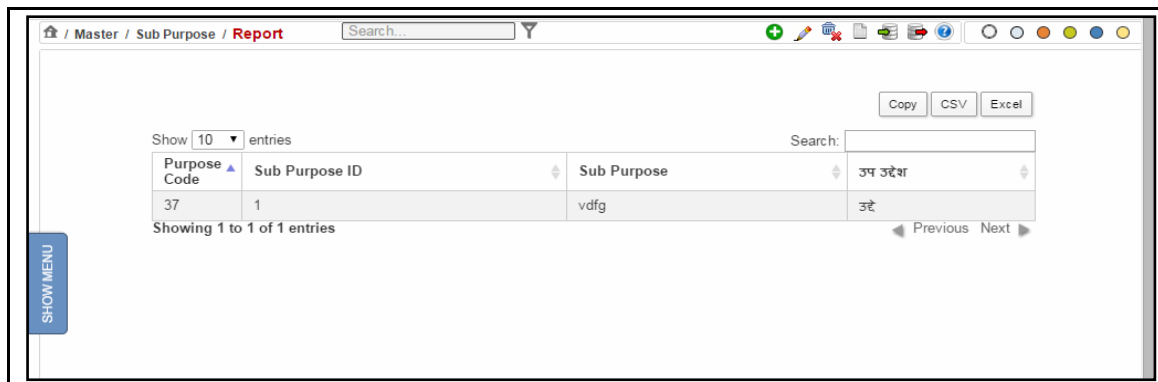 / Master / Sub Purpose / Report Search...
Copy CSV Excel
Show 10 entries Search:
Purpose Code Sub Purpose ID Sub Purpose उप उद्देश
37 1 vdfg उद्दे
Showing 1 to 1 of 1 entries Previous Next
SHOW MENU